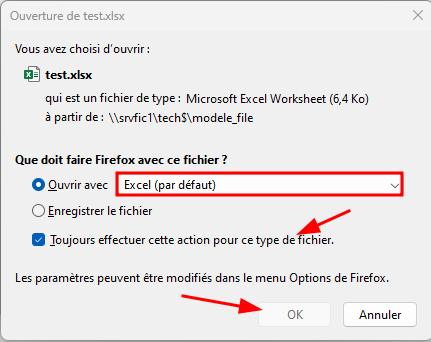 Ouverture de test.xlsx
Vous avez choisi d'ouvrir :
test.xlsx
qui est un fichier de type : Microsoft Excel Worksheet (6,4 Ko)
à partir de : \\srvfic1\tech$\modele_file
Que doit faire Firefox avec ce fichier ?
Ouvrir avec Excel (par défaut)
Enregistrer le fichier
Toujours effectuer cette action pour ce type de fichier.
Les paramètres peuvent être modifiés dans le menu Options de Firefox.
OK Annuler